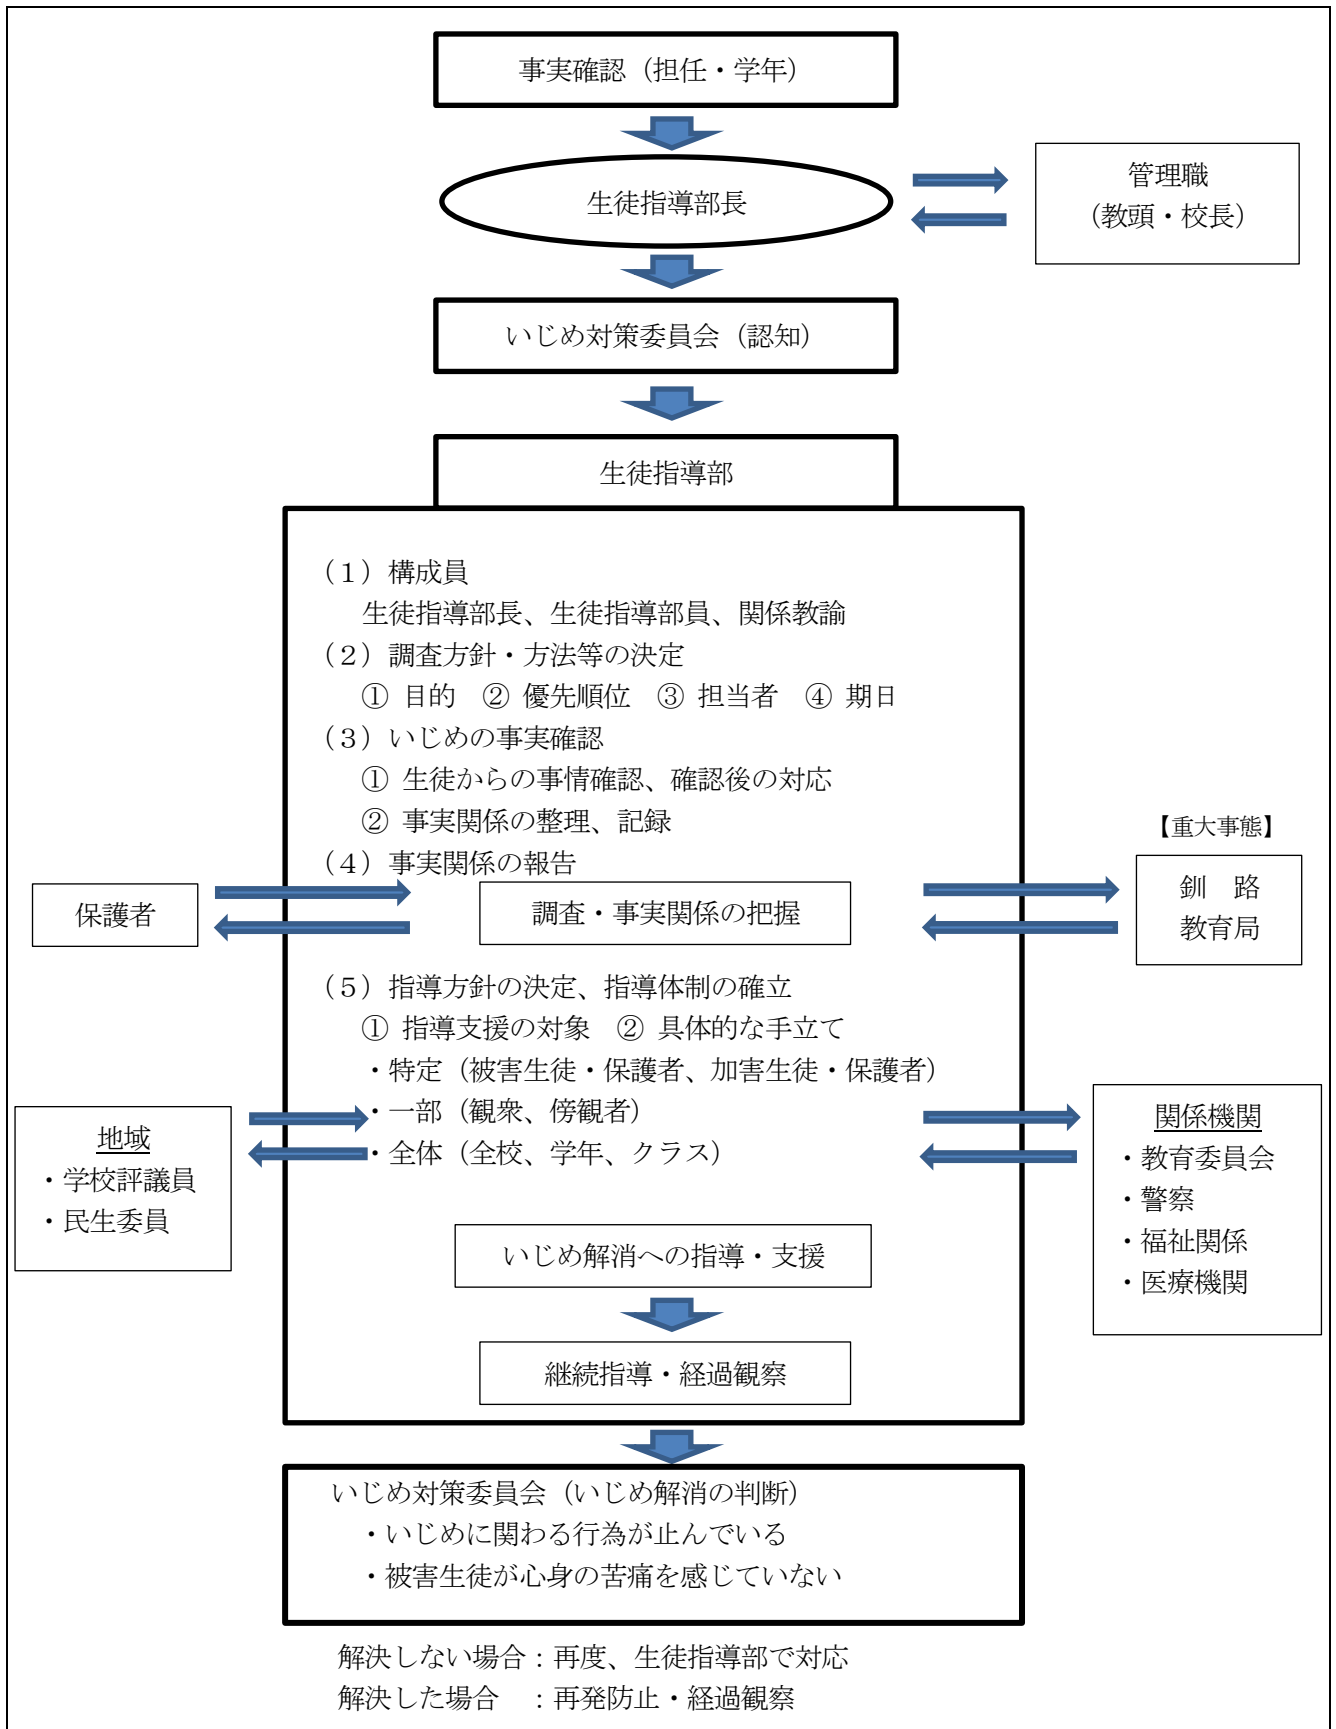 事実確認（担任・学年）
生徒指導部長
管理職
（教頭・校長）
いじめ対策委員会（認知）
生徒指導部
（１）構成員
生徒指導部長、生徒指導部員、関係教諭
（２）調査方針・方法等の決定
① 目的　② 優先順位　③ 担当者　④ 期日
（３）いじめの事実確認
① 生徒からの事情確認、確認後の対応
② 事実関係の整理、記録
（４）事実関係の報告
保護者
調査・事実関係の把握
【重大事態】
釧　路
教育局
（５）指導方針の決定、指導体制の確立
① 指導支援の対象　② 具体的な手立て
・特定（被害生徒・保護者、加害生徒・保護者）
・一部（観衆、傍観者）
・全体（全校、学年、クラス）
地域
・学校評議員
・民生委員
関係機関
・教育委員会
・警察
・福祉関係
・医療機関
いじめ解消への指導・支援
継続指導・経過観察
いじめ対策委員会（いじめ解消の判断）
・いじめに関わる行為が止んでいる
・被害生徒が心身の苦痛を感じていない
解決しない場合：再度、生徒指導部で対応
解決した場合　：再発防止・経過観察